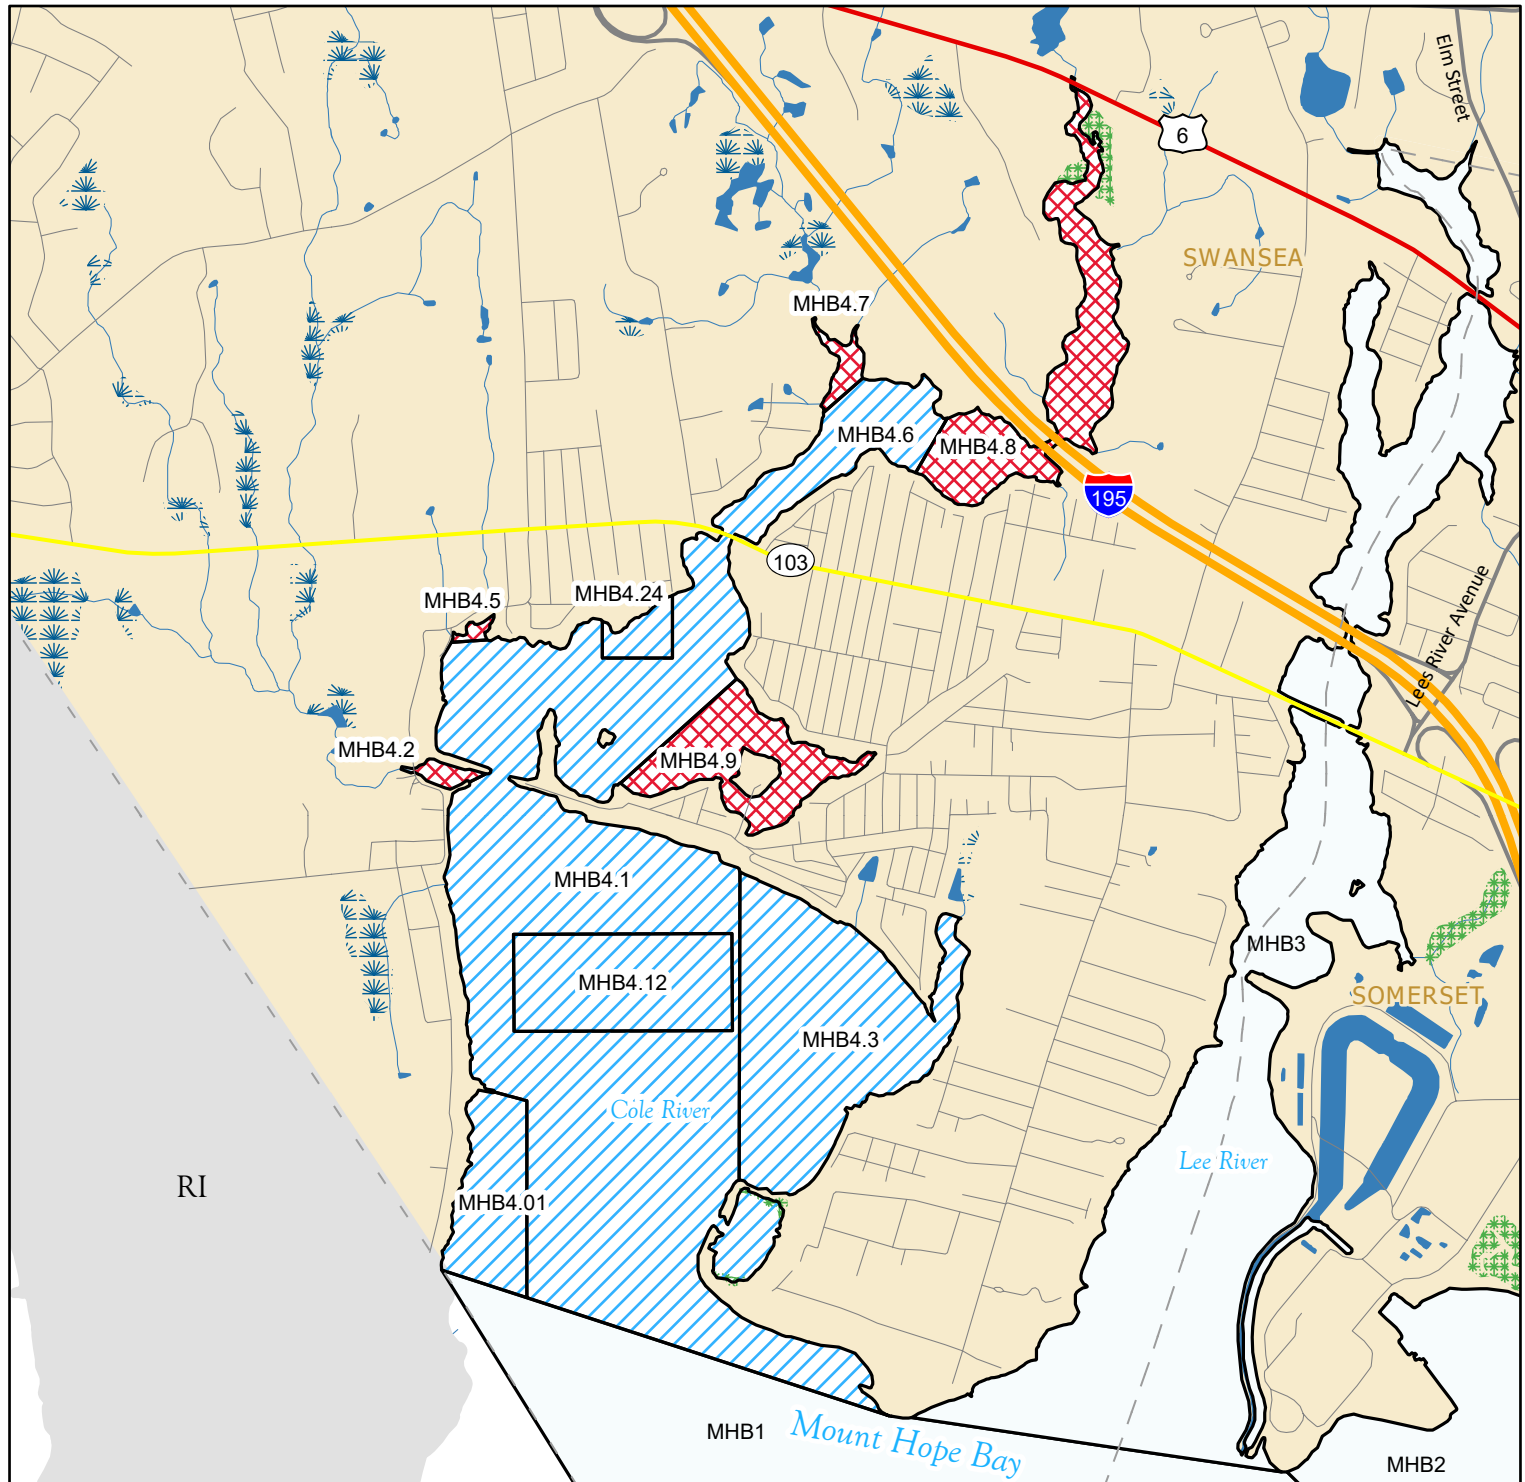 Elm Street
6
SWANSEA
MHB4.7
MHB4.6
MHB4.8
195
103
MHB4.5
MHB4.24
Lees River Avenue
MHB4.2
MHB4.9
MHB4.1
MHB3
MHB4.12
SOMERSET
MHB4.3
Cole River
Lee River
RI
MHB4.01
MHB1
Mount Hope Bay
MHB2